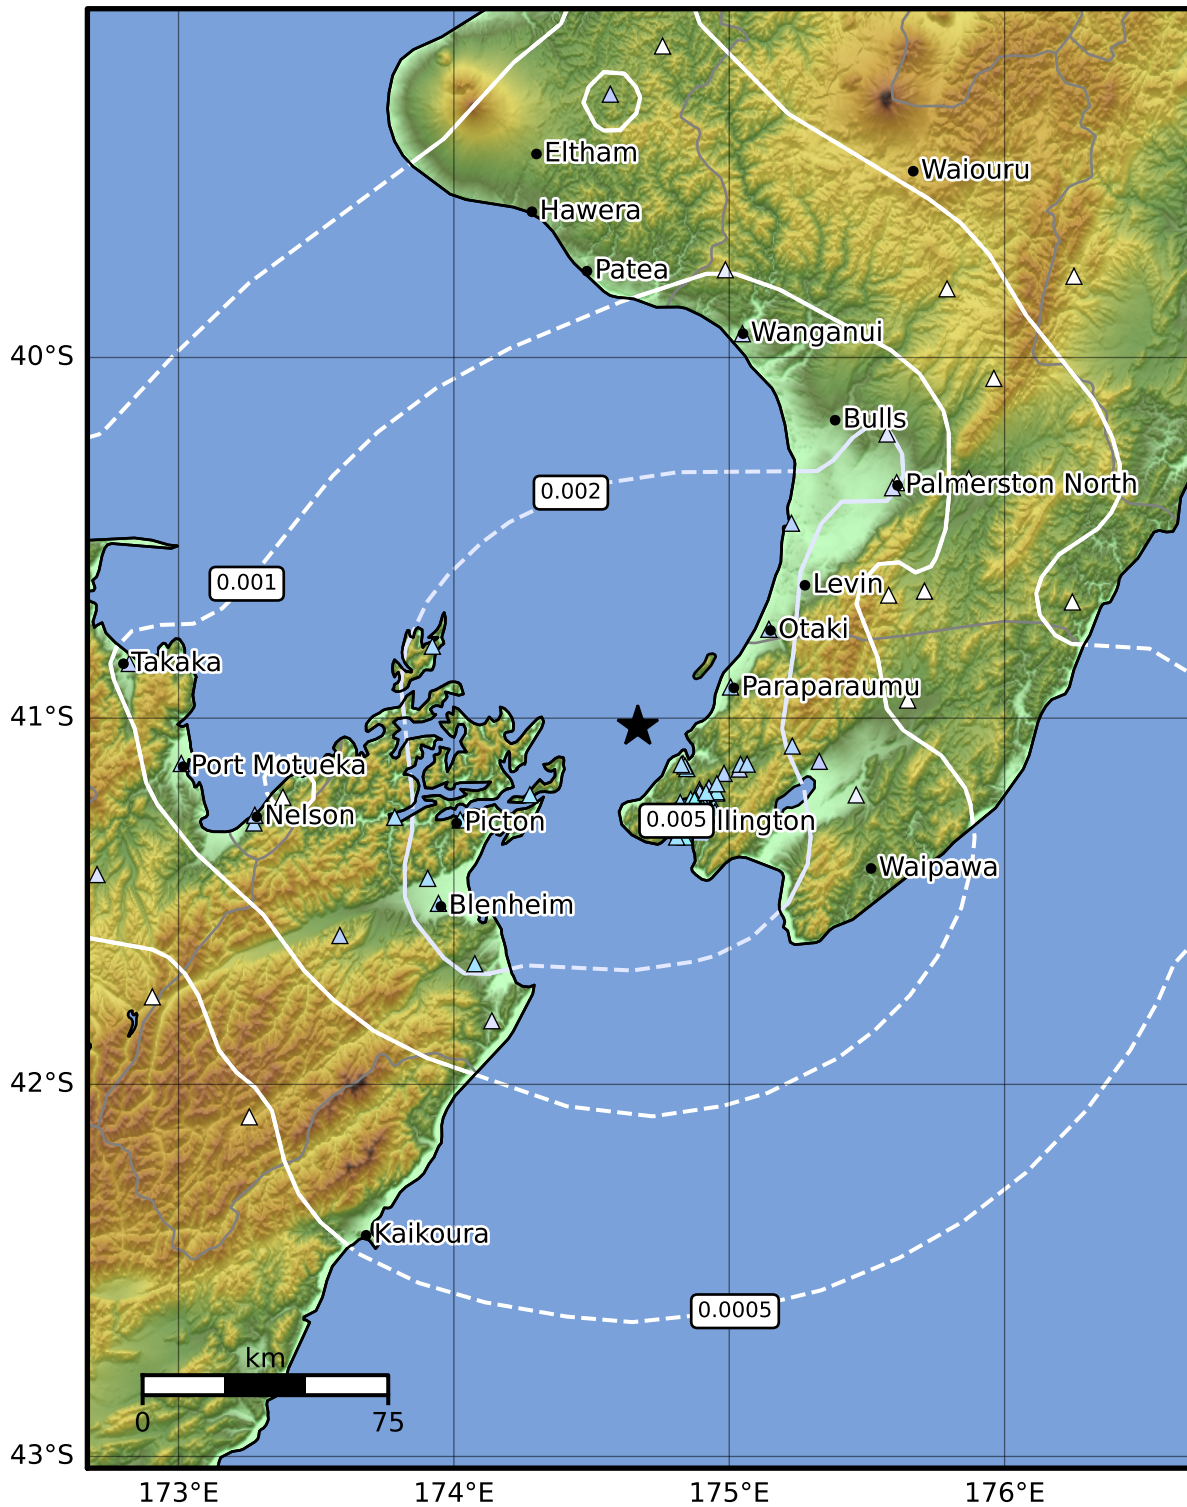 Eltham
Waiouru
Hawera
Patea
Wanganui
40°S
Bulls
Palmerston North
0.002
0.001
Levin
Otaki
Takaka
Paraparaumu
41°S
Port Motueka
Nelson
Picton
0.005
llington
Waipawa
Blenheim
42°S
Kaikoura
0.0005
km
0
75
43°S
173°E
174°E
175°E
176°E